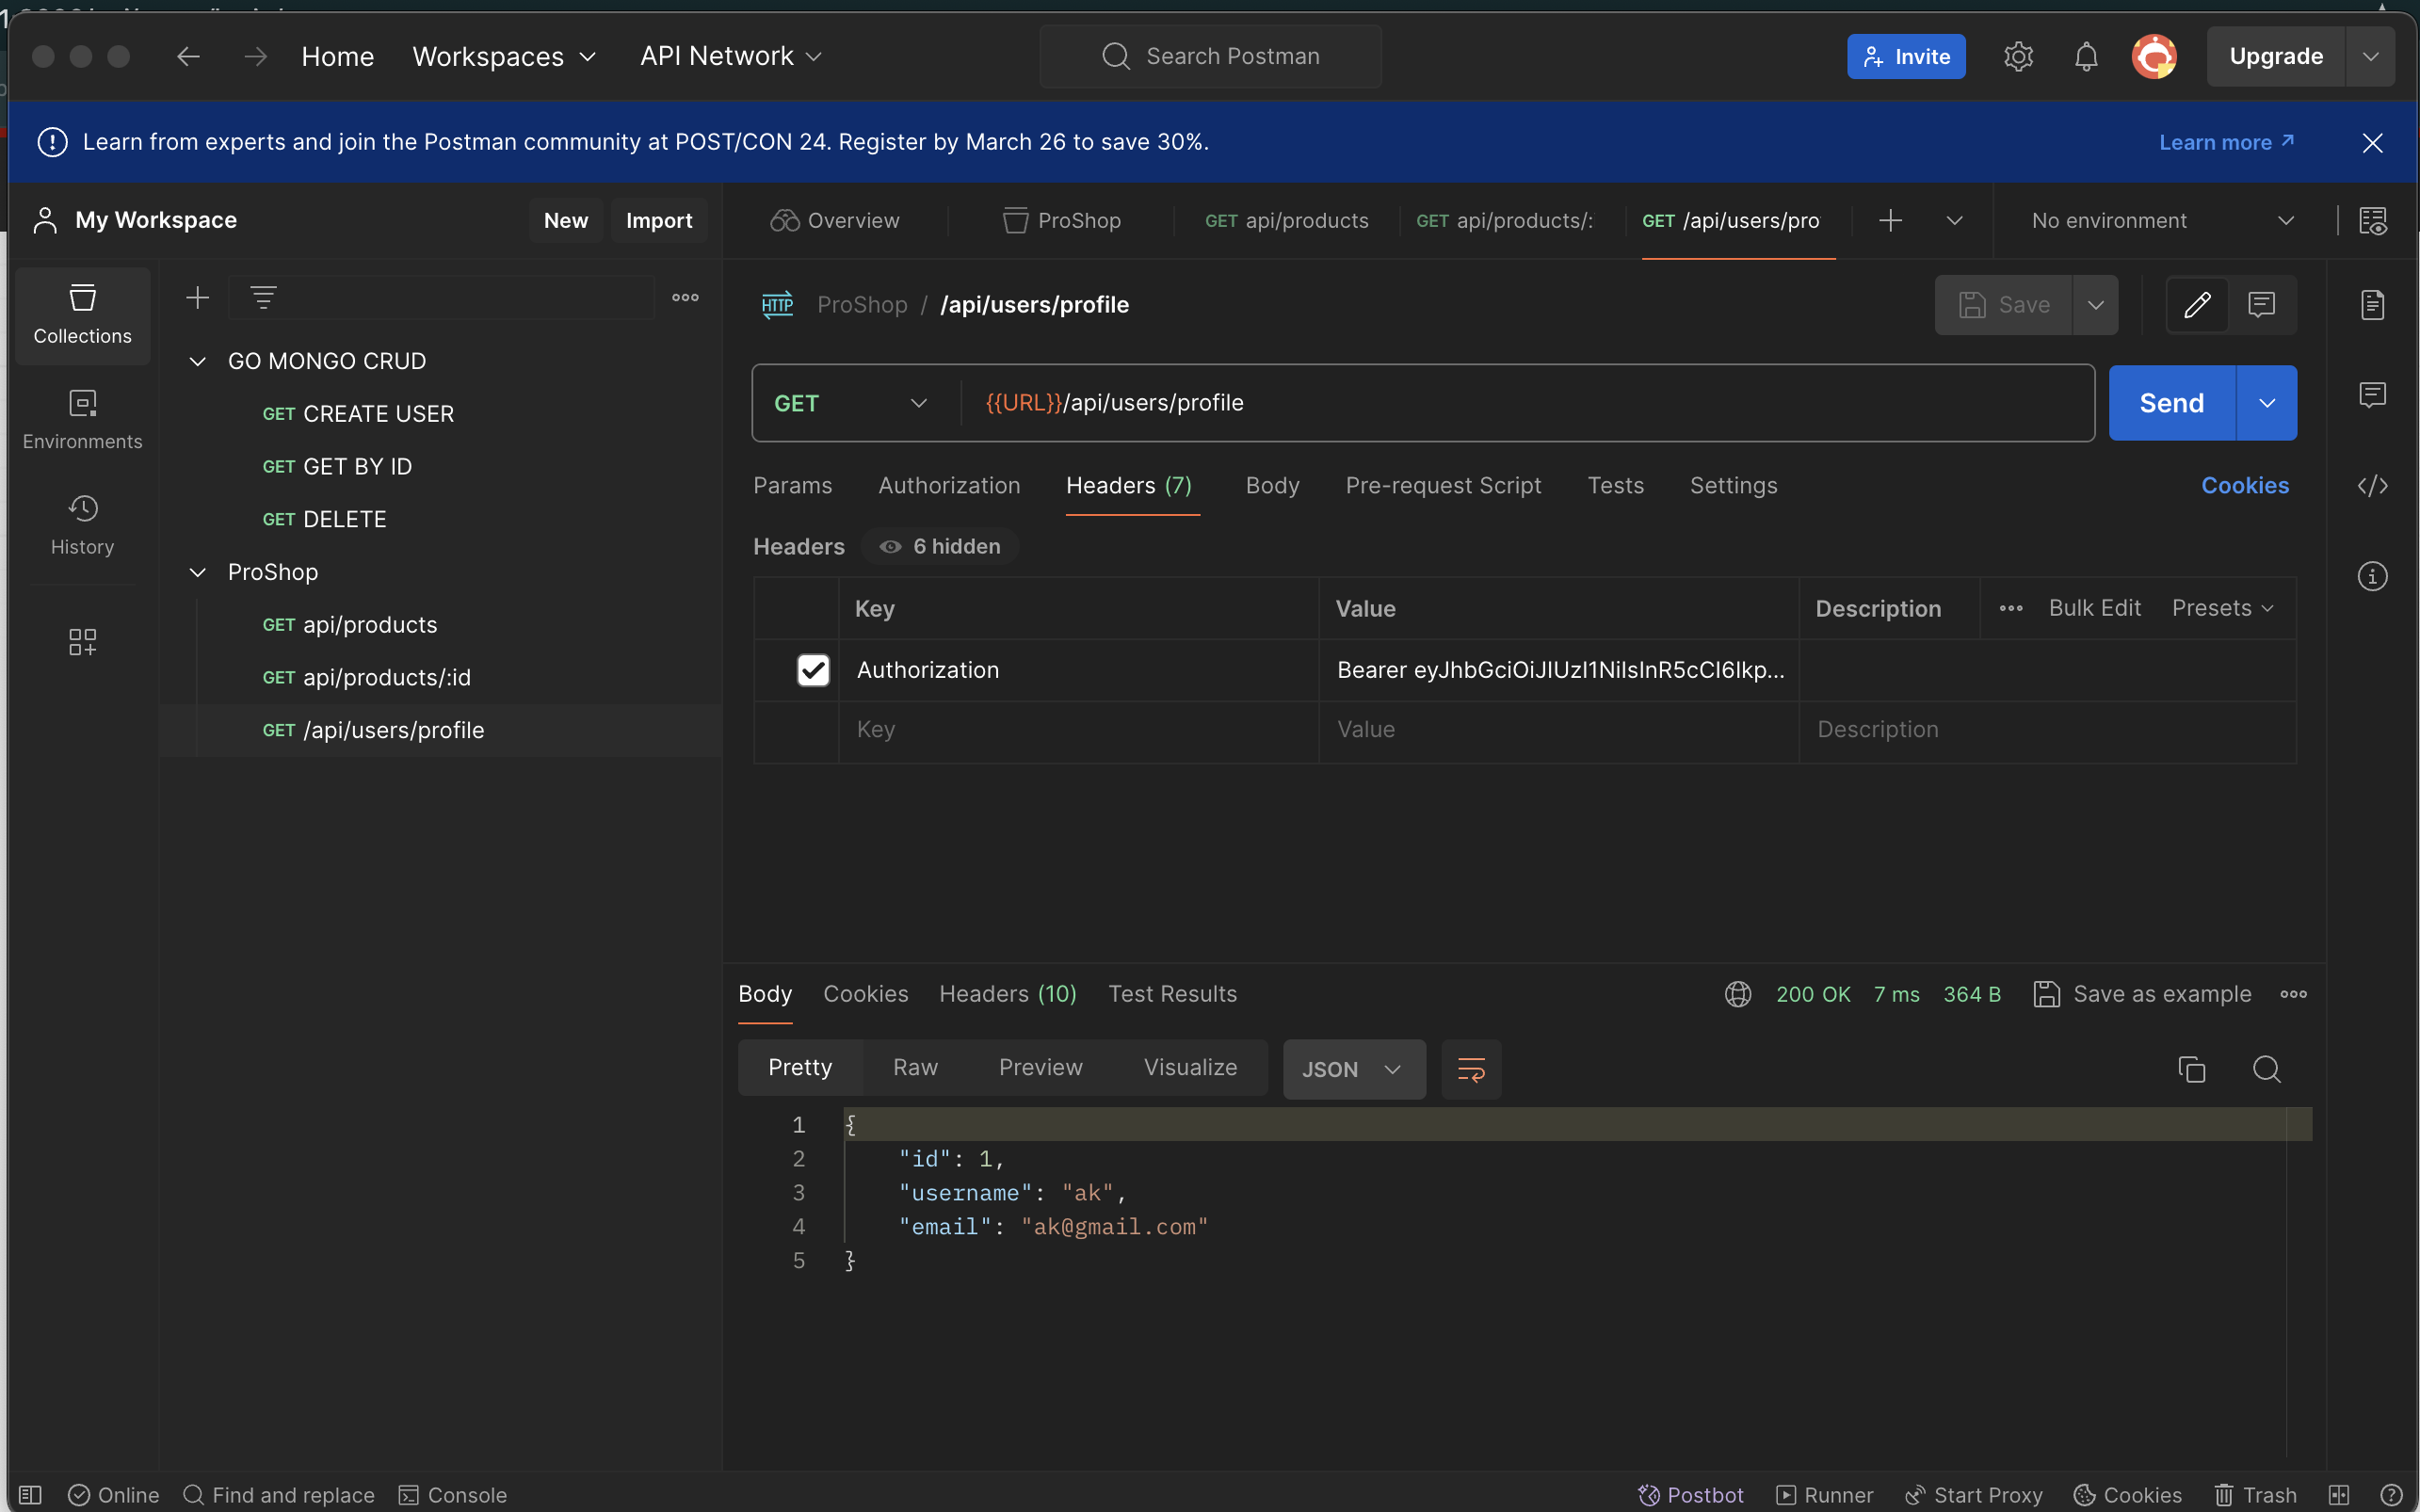 Home Workspaces API Network Search Postman Invite Upgrade
Learn from experts and join the Postman community at POST/CON 24. Register by March 26 to save 30%. Learn more
My Workspace New Import Overview ProShop GET api/products GET api/products/: GET /api/users/pro No environment
Collections
Environments
History
GO MONGO CRUD
GET CREATE USER
GET GET BY ID
GET DELETE
ProShop
GET api/products
GET api/products/:id
GET /api/users/profile
HTTP ProShop / /api/users/profile Save
GET {{URL}}/api/users/profile Send
Params Authorization Headers (7) Body Pre-request Script Tests Settings Cookies
Headers 6 hidden
Key Value Description Bulk Edit Presets
Authorization Bearer eyJhbGciOiJIUzI1NiIsInR5cCI6Ikp...
Key Value Description
Body Cookies Headers (10) Test Results 200 OK 7 ms 364 B Save as example
Pretty Raw Preview Visualize JSON
1 {
2 "id": 1,
3 "username": "ak",
4 "email": "ak@gmail.com"
5 }
Online Find and replace Console Postbot Runner Start Proxy Cookies Trash